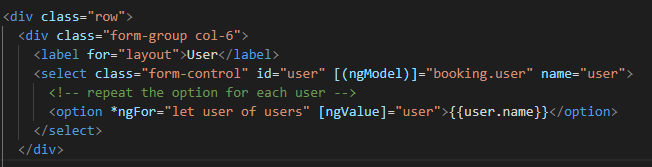 <div class="row">
<div class="form-group col-6">
<label for="layout">User</label>
<select class="form-control" id="user" [(ngModel)]="booking.user" name="user">
<!-- repeat the option for each user -->
<option *ngFor="let user of users" [ngValue]="user">{{user.name}}</option>
</select>
</div>